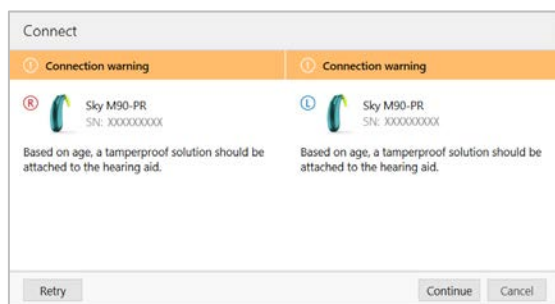 Connect
Connection warning
Connection warning
R
Sky M90-PR
SN: XXXXXXXXX
L
Sky M90-PR
SN: XXXXXXXXX
Based on age, a tamperproof solution should be
attached to the hearing aid.
Based on age, a tamperproof solution should be
attached to the hearing aid.
Retry
Continue
Cancel